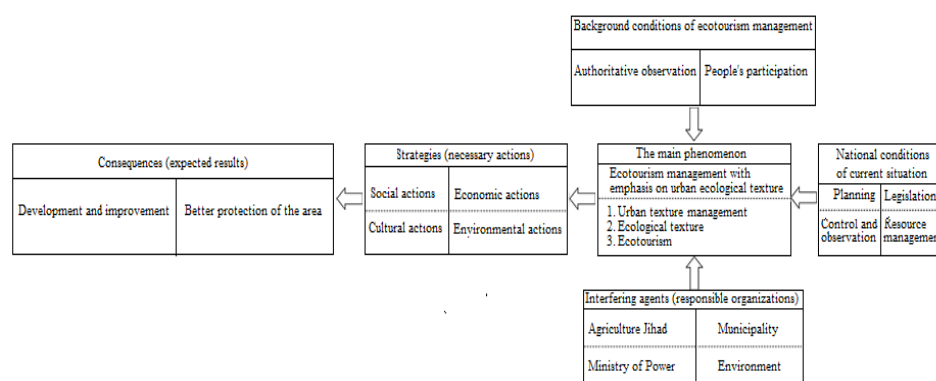 Background conditions of ecotourism management
Authoritative observation
People's participation
Consequences (expected results)
Development and improvement
Better protection of the area
Strategies (necessary actions)
Social actions
Economic actions
Cultural actions
Environmental actions
The main phenomenon
Ecotourism management with
emphasis on urban ecological texture
1. Urban texture management
2. Ecological texture
3. Ecotourism
National conditions
of current situation
Planning
Legislation
Control and
observation
Resource
management
Interfering agents (responsible organizations)
Agriculture Jihad
Municipality
Ministry of Power
Environment